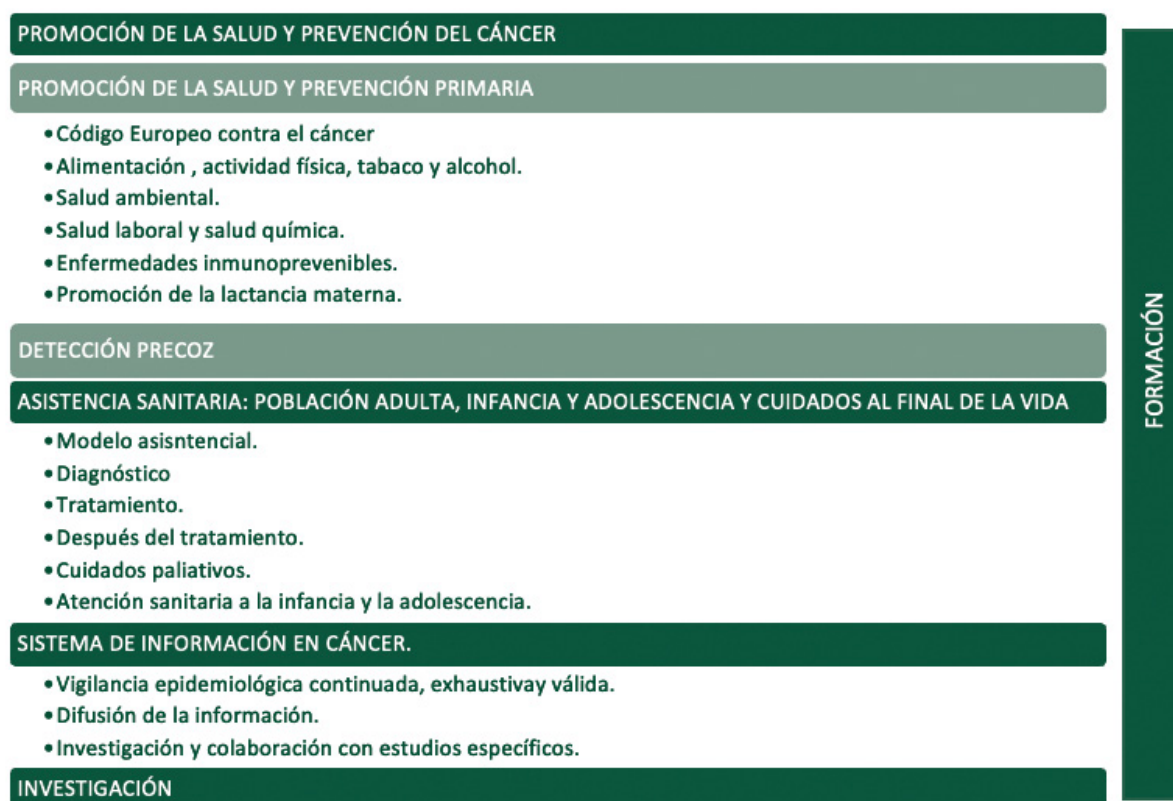 PROMOCIÓN DE LA SALUD Y PREVENCIÓN DEL CÁNCER
PROMOCIÓN DE LA SALUD Y PREVENCIÓN PRIMARIA
•Código Europeo contra el cáncer
•Alimentación , actividad física, tabaco y alcohol.
•Salud ambiental.
•Salud laboral y salud química.
•Enfermedades inmunoprevenibles.
•Promoción de la lactancia materna.
DETECCIÓN PRECOZ
ASISTENCIA SANITARIA: POBLACIÓN ADULTA, INFANCIA Y ADOLESCENCIA Y CUIDADOS AL FINAL DE LA VIDA
•Modelo asisntencial.
•Diagnóstico
•Tratamiento.
•Después del tratamiento.
•Cuidados paliativos.
•Atención sanitaria a la infancia y la adolescencia.
SISTEMA DE INFORMACIÓN EN CÁNCER.
•Vigilancia epidemiológica continuada, exhaustivay válida.
•Difusión de la información.
•Investigación y colaboración con estudios específicos.
INVESTIGACIÓN
FORMACIÓN